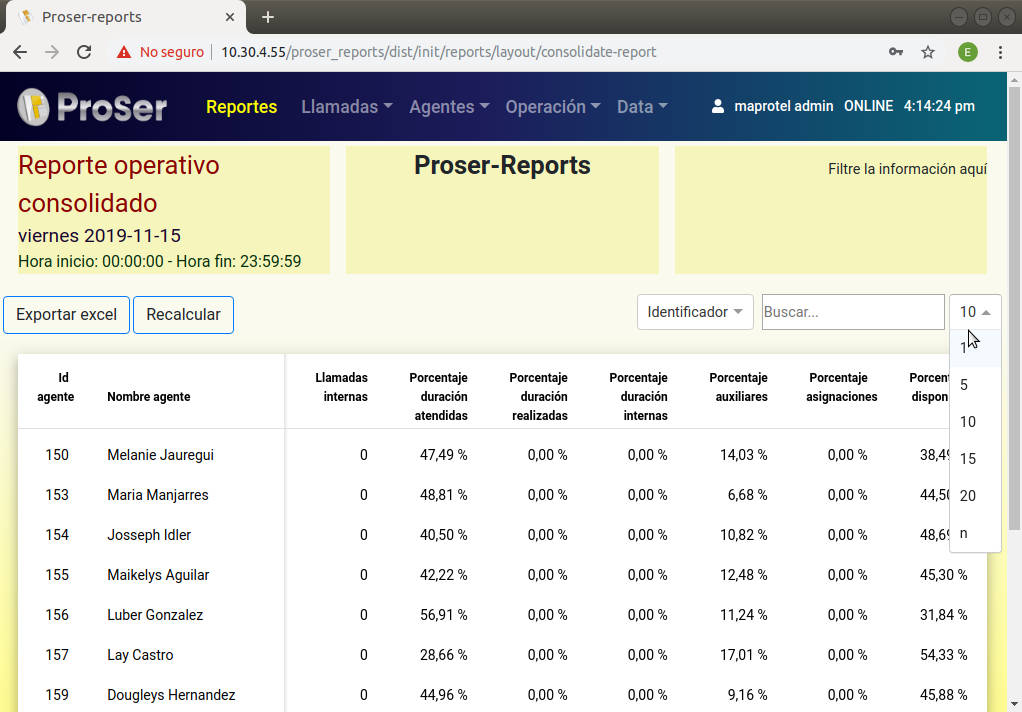 Proser-reports
No seguro
10.30.4.55/proser_reports/dist/init/reports/layout/consolidate-report
E
ProSer
Reportes Llamadas Agentes Operación Data maprotel admin ONLINE 4:14:24 pm
Reporte operativo
consolidado
viernes 2019-11-15
Hora inicio: 00:00:00 - Hora fin: 23:59:59
Proser-Reports
Filtre la información aquí
Exportar excel Recalcular
Identificador Buscar... 10
1
5
10
15
20
n
Id agente Nombre agente Llamadas internas Porcentaje duración atendidas Porcentaje duración realizadas Porcentaje duración internas Porcentaje auxiliares Porcentaje asignaciones
150 Melanie Jauregui 0 47,49 % 0,00 % 0,00 % 14,03 % 0,00 % 38,49
153 Maria Manjarres 0 48,81 % 0,00 % 0,00 % 6,68 % 0,00 % 44,50
154 Josseph Idler 0 40,50 % 0,00 % 0,00 % 10,82 % 0,00 % 48,69
155 Maikelys Aguilar 0 42,22 % 0,00 % 0,00 % 12,48 % 0,00 % 45,30 %
156 Luber Gonzalez 0 56,91 % 0,00 % 0,00 % 11,24 % 0,00 % 31,84 %
157 Lay Castro 0 28,66 % 0,00 % 0,00 % 17,01 % 0,00 % 54,33 %
159 Dougleys Hernandez 0 44,96 % 0,00 % 0,00 % 9,16 % 0,00 % 45,88 %